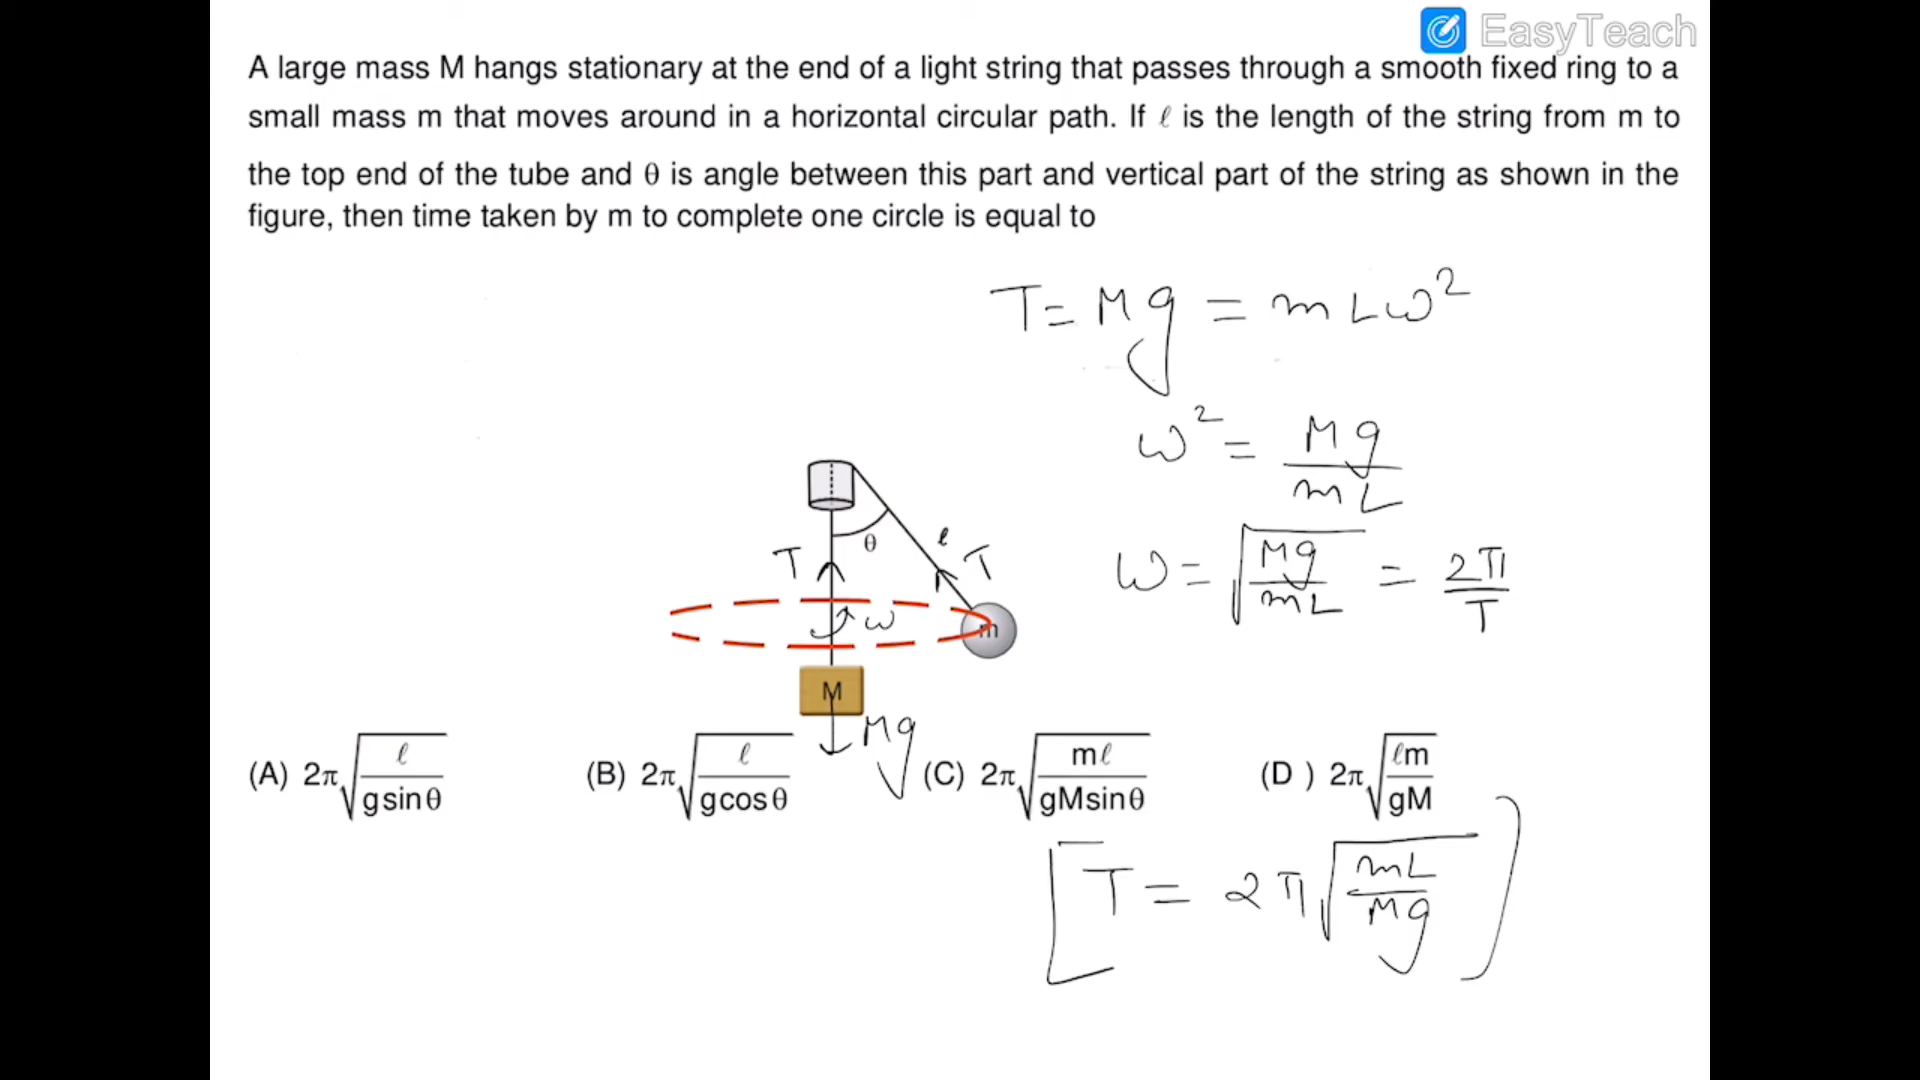 EasyTeach
A large mass M hangs stationary at the end of a light string that passes through a smooth fixed ring to a
small mass m that moves around in a horizontal circular path. If ℓ is the length of the string from m to
the top end of the tube and θ is angle between this part and vertical part of the string as shown in the
figure, then time taken by m to complete one circle is equal to
T = Mg = mLω²
ω² = Mg/mL
ω = √(Mg/mL) = 2π/T
θ
ℓ
T
T
ω
m
M
Mg
(A) 2π√(ℓ/gsinθ) (B) 2π√(ℓ/gcosθ) (C) 2π√(mℓ/gMsinθ) (D ) 2π√(ℓm/gM)
[T = 2π√(mL/Mg)]